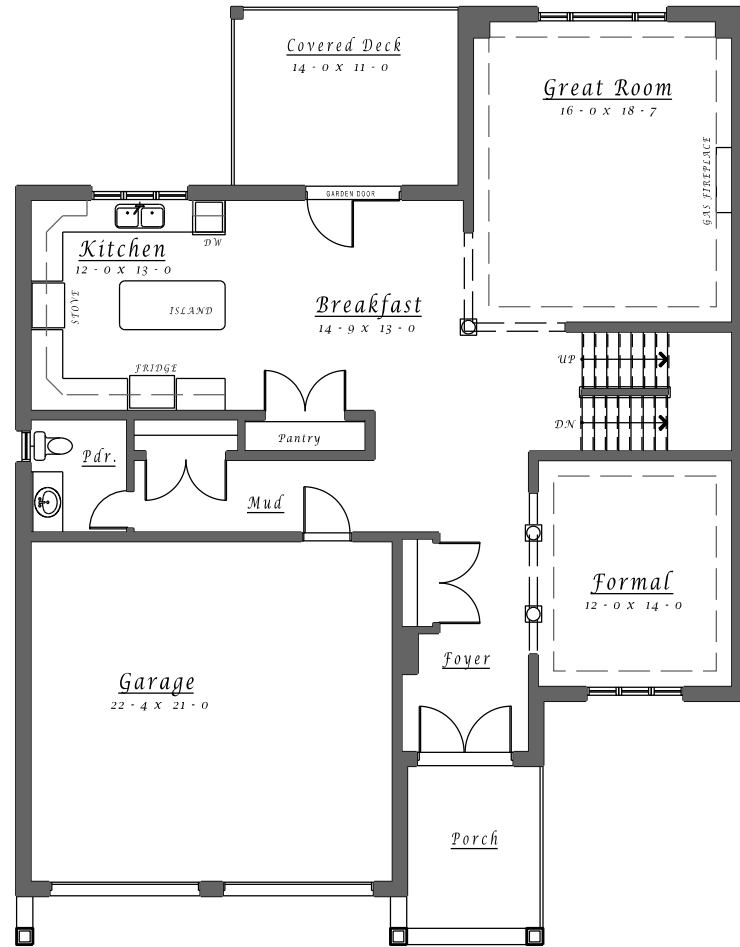 Covered Deck
14 - 0 x 11 - 0
Great Room
16 - 0 x 18 - 7
GAS FIREPLACE
GARDEN DOOR
DW
Kitchen
12 - 0 x 13 - 0
STOVE
ISLAND
Breakfast
14 - 9 x 13 - 0
FRIDGE
UP
DN
Pantry
Pdr.
Mud
Formal
12 - 0 x 14 - 0
Foyer
Garage
22 - 4 x 21 - 0
Porch